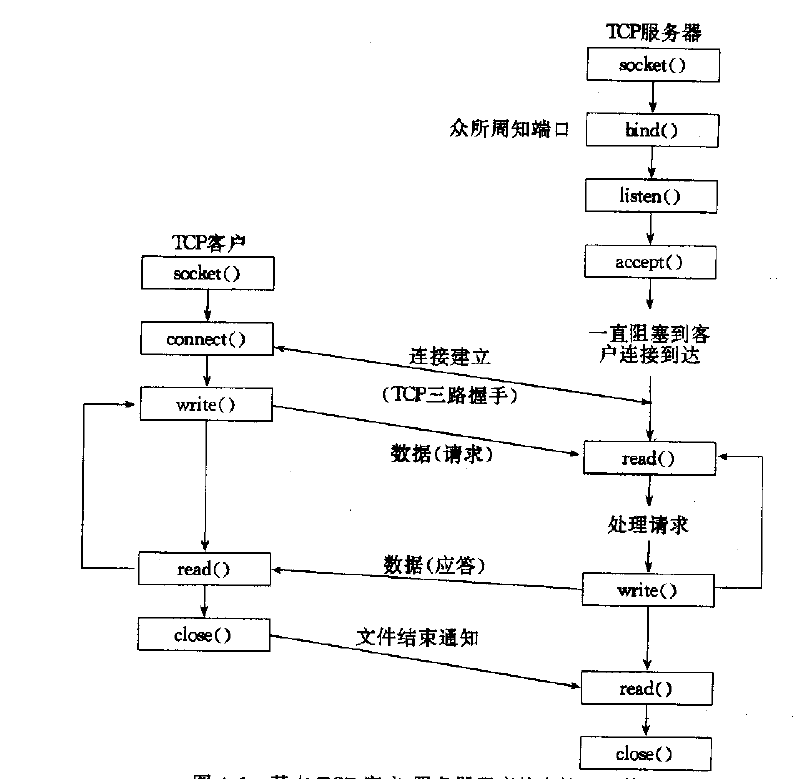 TCP服务器
socket()
众所周知端口
bind()
listen()
accept()
一直阻塞到客
户连接到达
TCP客户
socket()
connect()
连接建立
(TCP三路握手)
write()
数据(请求)
read()
处理请求
read()
数据(应答)
write()
close()
文件结束通知
read()
close()